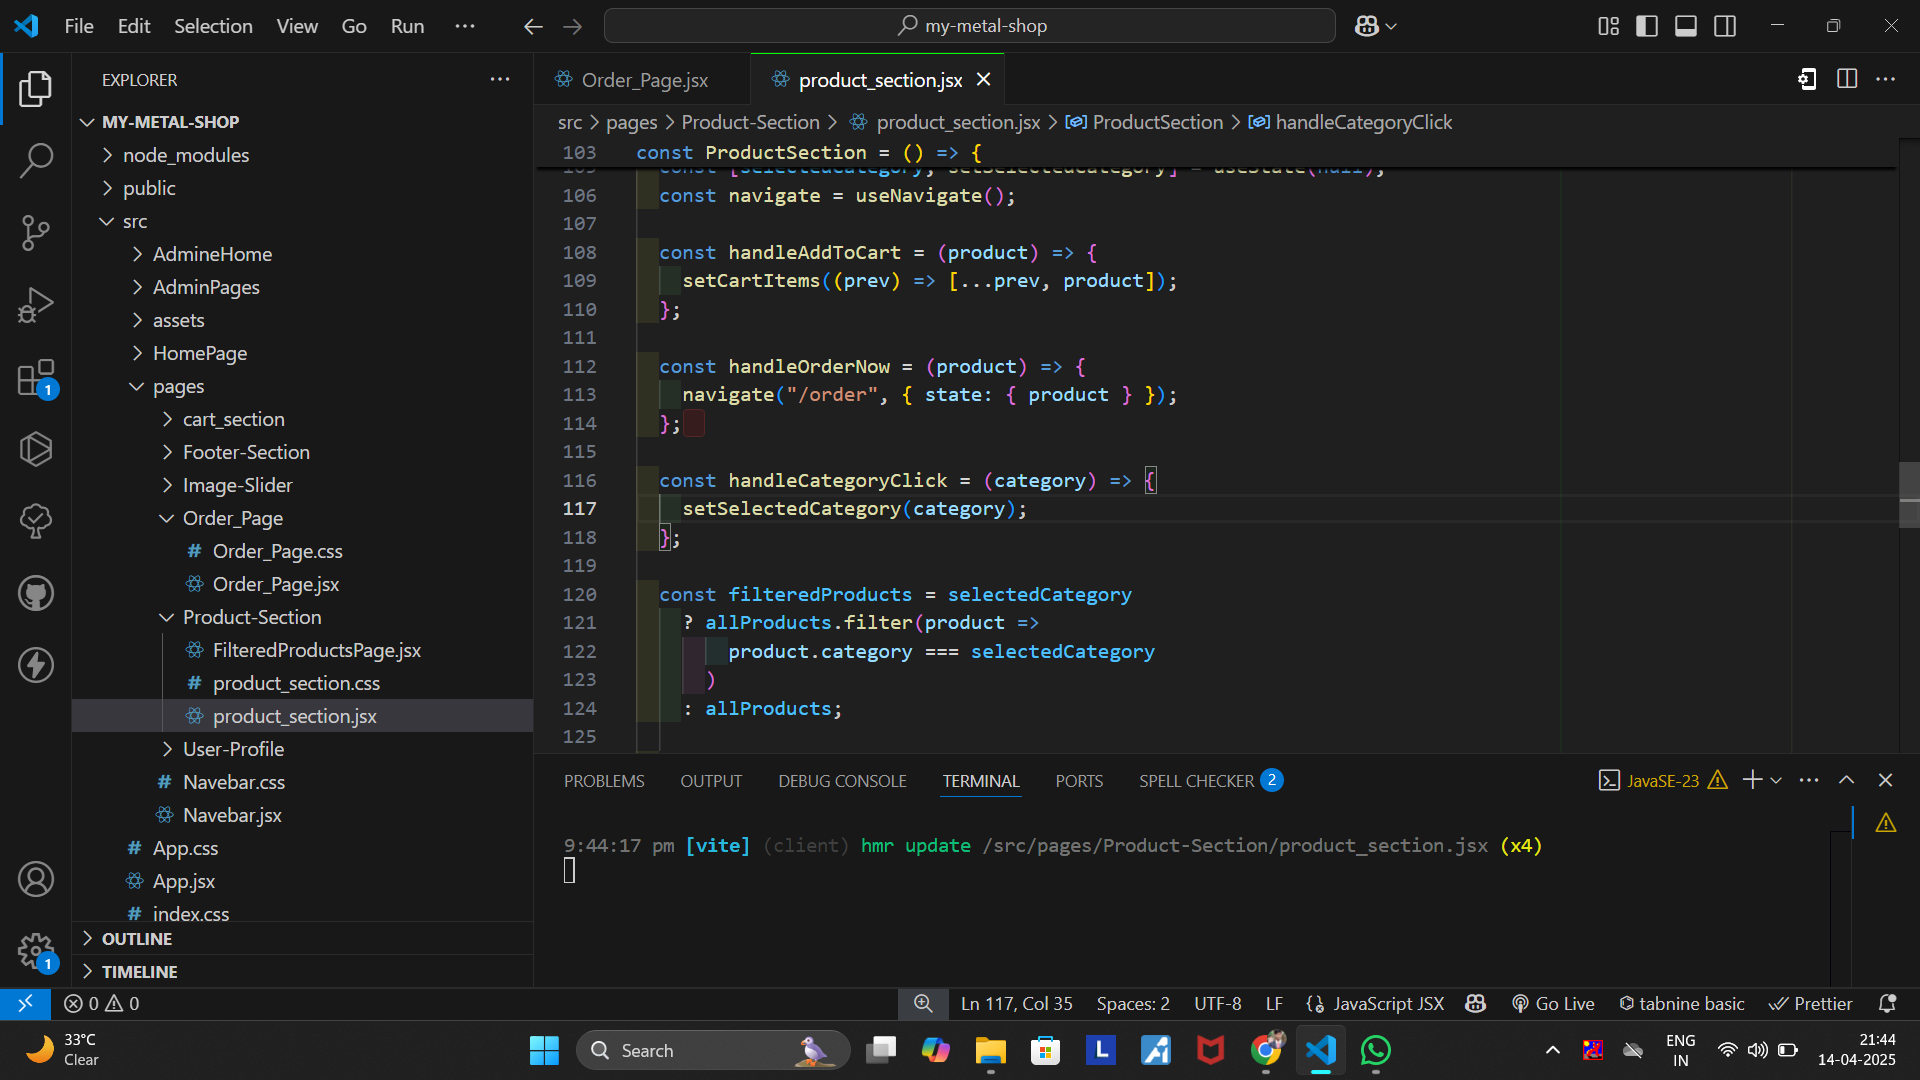 File Edit Selection View Go Run ··· my-metal-shop
EXPLORER
MY-METAL-SHOP
node_modules
public
src
AdmineHome
AdminPages
assets
HomePage
pages
cart_section
Footer-Section
Image-Slider
Order_Page
# Order_Page.css
Order_Page.jsx
Product-Section
FilteredProductsPage.jsx
# product_section.css
product_section.jsx
User-Profile
# Navebar.css
Navebar.jsx
# App.css
App.jsx
# index.css
OUTLINE
TIMELINE
1
1
Order_Page.jsx product_section.jsx
src > pages > Product-Section > product_section.jsx > ProductSection > handleCategoryClick
103 const ProductSection = () => {
105 const [selectedCategory, setSelectedCategory] = useState(null);
106 const navigate = useNavigate();
107
108 const handleAddToCart = (product) => {
109 setCartItems((prev) => [...prev, product]);
110 };
111
112 const handleOrderNow = (product) => {
113 navigate("/order", { state: { product } });
114 };
115
116 const handleCategoryClick = (category) => {
117 setSelectedCategory(category);
118 };
119
120 const filteredProducts = selectedCategory
121 ? allProducts.filter(product =>
122 product.category === selectedCategory
123 )
124 : allProducts;
125
PROBLEMS OUTPUT DEBUG CONSOLE TERMINAL PORTS SPELL CHECKER 2 JavaSE-23
9:44:17 pm [vite] (client) hmr update /src/pages/Product-Section/product_section.jsx (x4)
0 0 Ln 117, Col 35 Spaces: 2 UTF-8 LF {} JavaScript JSX Go Live tabnine basic Prettier
33°C
Clear
Search
L
ENG
IN
21:44
14-04-2025